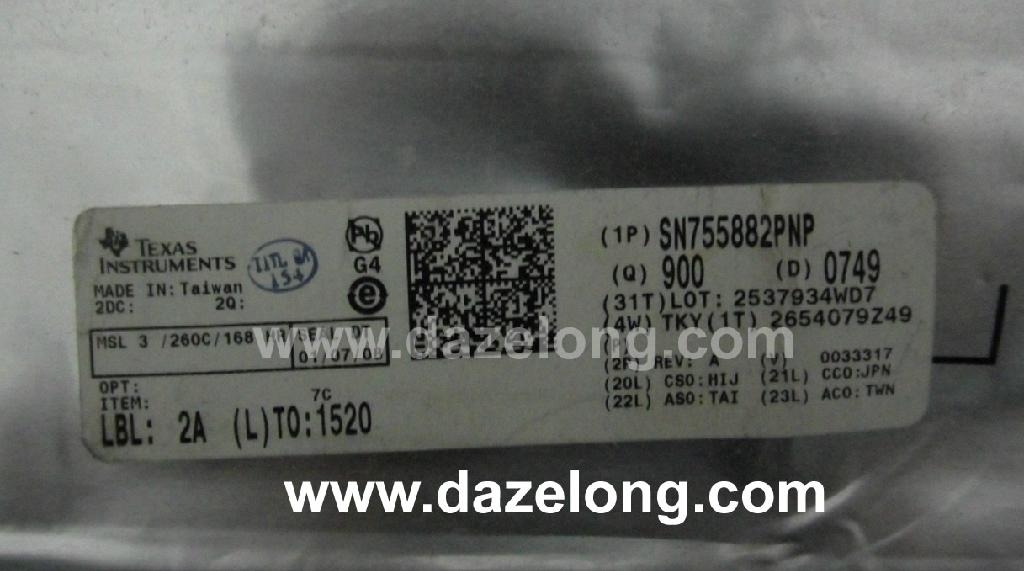 TEXAS
INSTRUMENTS
MADE IN: Taiwan
2DC: 2Q:
MSL 3 /260C/168
OPT:
ITEM: 7C
LBL: 2A (L)TO:1520
Pb
G4
e
(1P) SN755882PNP
(Q) 900 (D) 0749
(31T)LOT: 2537934WD7
(4W) TKY(1T) 2654079Z49
(P)
(2P) REV: A (V) 0033317
(20L) CSO:HIJ (21L) CCO:JPN
(22L) ASO:TAI (23L) ACO:TWN
www.dazelong.com
www.dazelong.com